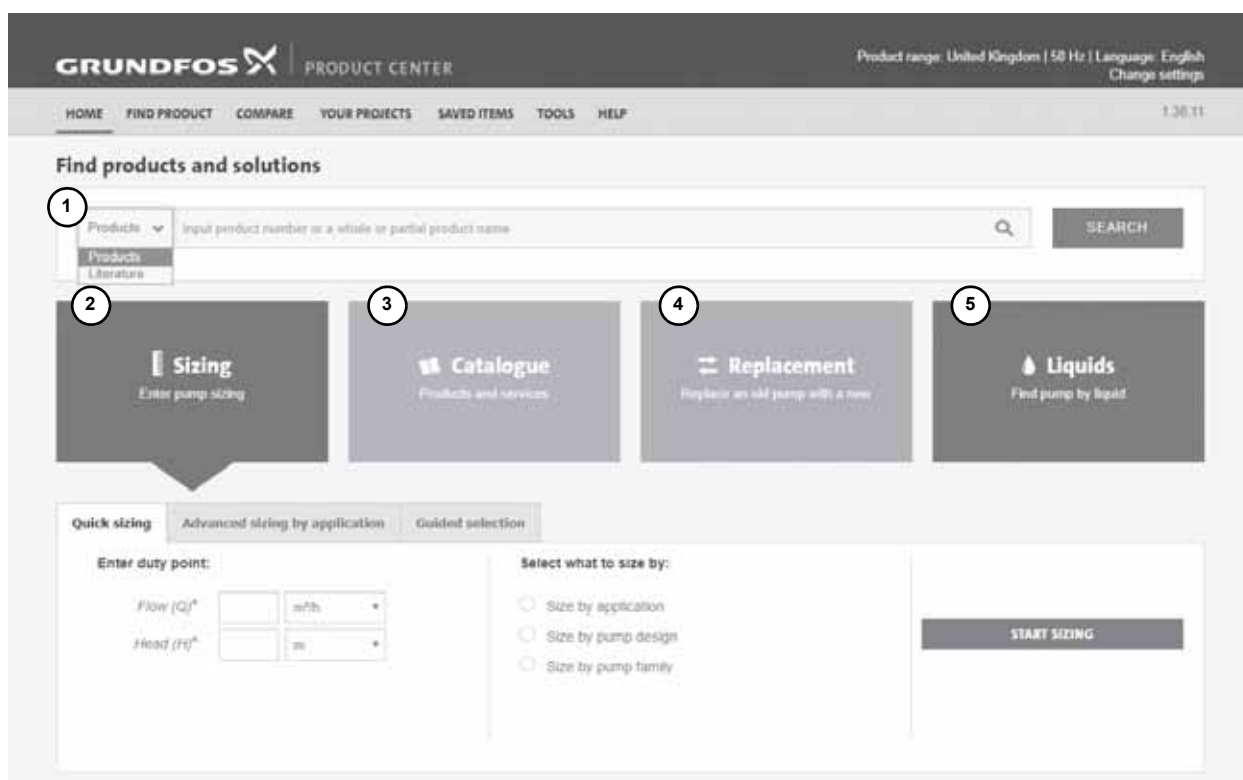 GRUNDFOS PRODUCT CENTER
Product range: United Kingdom | 50 Hz | Language: English
Change settings
HOME FIND PRODUCT COMPARE YOUR PROJECTS SAVED ITEMS TOOLS HELP
1.36.11
Find products and solutions
1
Products
Input product number or a whole or partial product name
SEARCH
Products
Literature
2
Sizing
Enter pump sizing
3
Catalogue
Products and services
4
Replacement
Replace an old pump with a new
5
Liquids
Find pump by liquid
Quick sizing Advanced sizing by application Guided selection
Enter duty point:
Flow (Q)* m³/h
Head (H)* m
Select what to size by:
Size by application
Size by pump design
Size by pump family
START SIZING